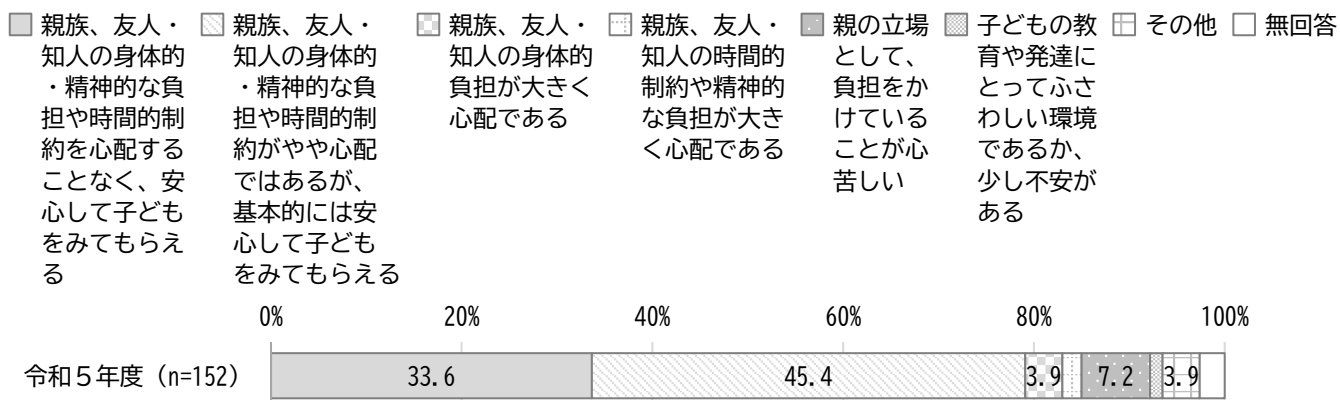 親族、友人・
知人の身体的
・精神的な負
担や時間的制
約を心配する
ことなく、安
心して子ども
をみてもらえ
る
親族、友人・
知人の身体的
・精神的な負
担や時間的制
約がやや心配
ではあるが、
基本的には安
心して子ども
をみてもらえる
親族、友人・
知人の身体的
負担が大きく
心配である
親族、友人・
知人の時間的
制約や精神的
な負担が大き
く心配である
親の立場
として、
負担をか
けている
ことが心
苦しい
子どもの教
育や発達に
とってふさ
わしい環境
であるか、
少し不安が
ある
その他
無回答
0% 20% 40% 60% 80% 100%
令和５年度（n=152） 33.6 45.4 3.9 7.2 3.9